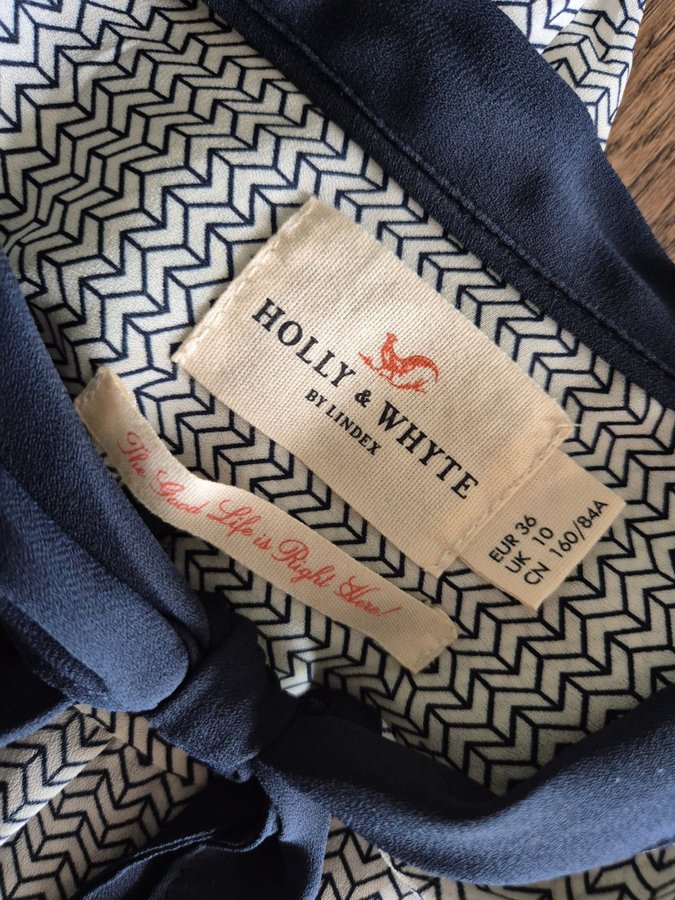 HOLLY & WHYTE
BY LINDEX
EUR 36
UK 10
CN 160/84A
The Good Life is Right Here!